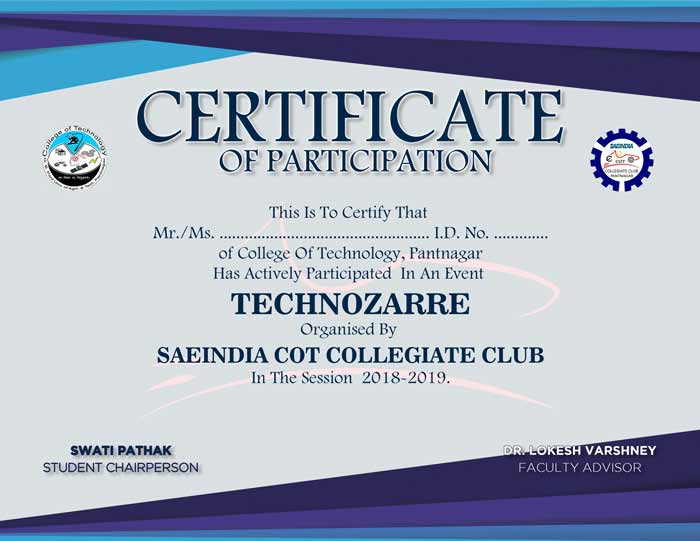 CERTIFICATE
OF PARTICIPATION
College of Technology
SAEINDIA
COT
COLLEGIATE CLUB
PANTNAGAR
This Is To Certify That
Mr./Ms. .................................................. I.D. No. .............
of College Of Technology, Pantnagar
Has Actively Participated In An Event
TECHNOZARRE
Organised By
SAEINDIA COT COLLEGIATE CLUB
In The Session 2018-2019.
SWATI PATHAK
STUDENT CHAIRPERSON
DR. LOKESH VARSHNEY
FACULTY ADVISOR